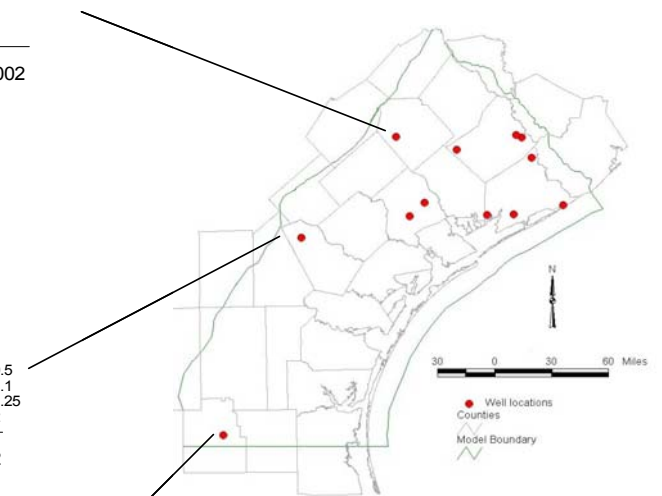 002
N
.5
.1
.25
30 0 30 60 Miles
Well locations
Counties
Model Boundary